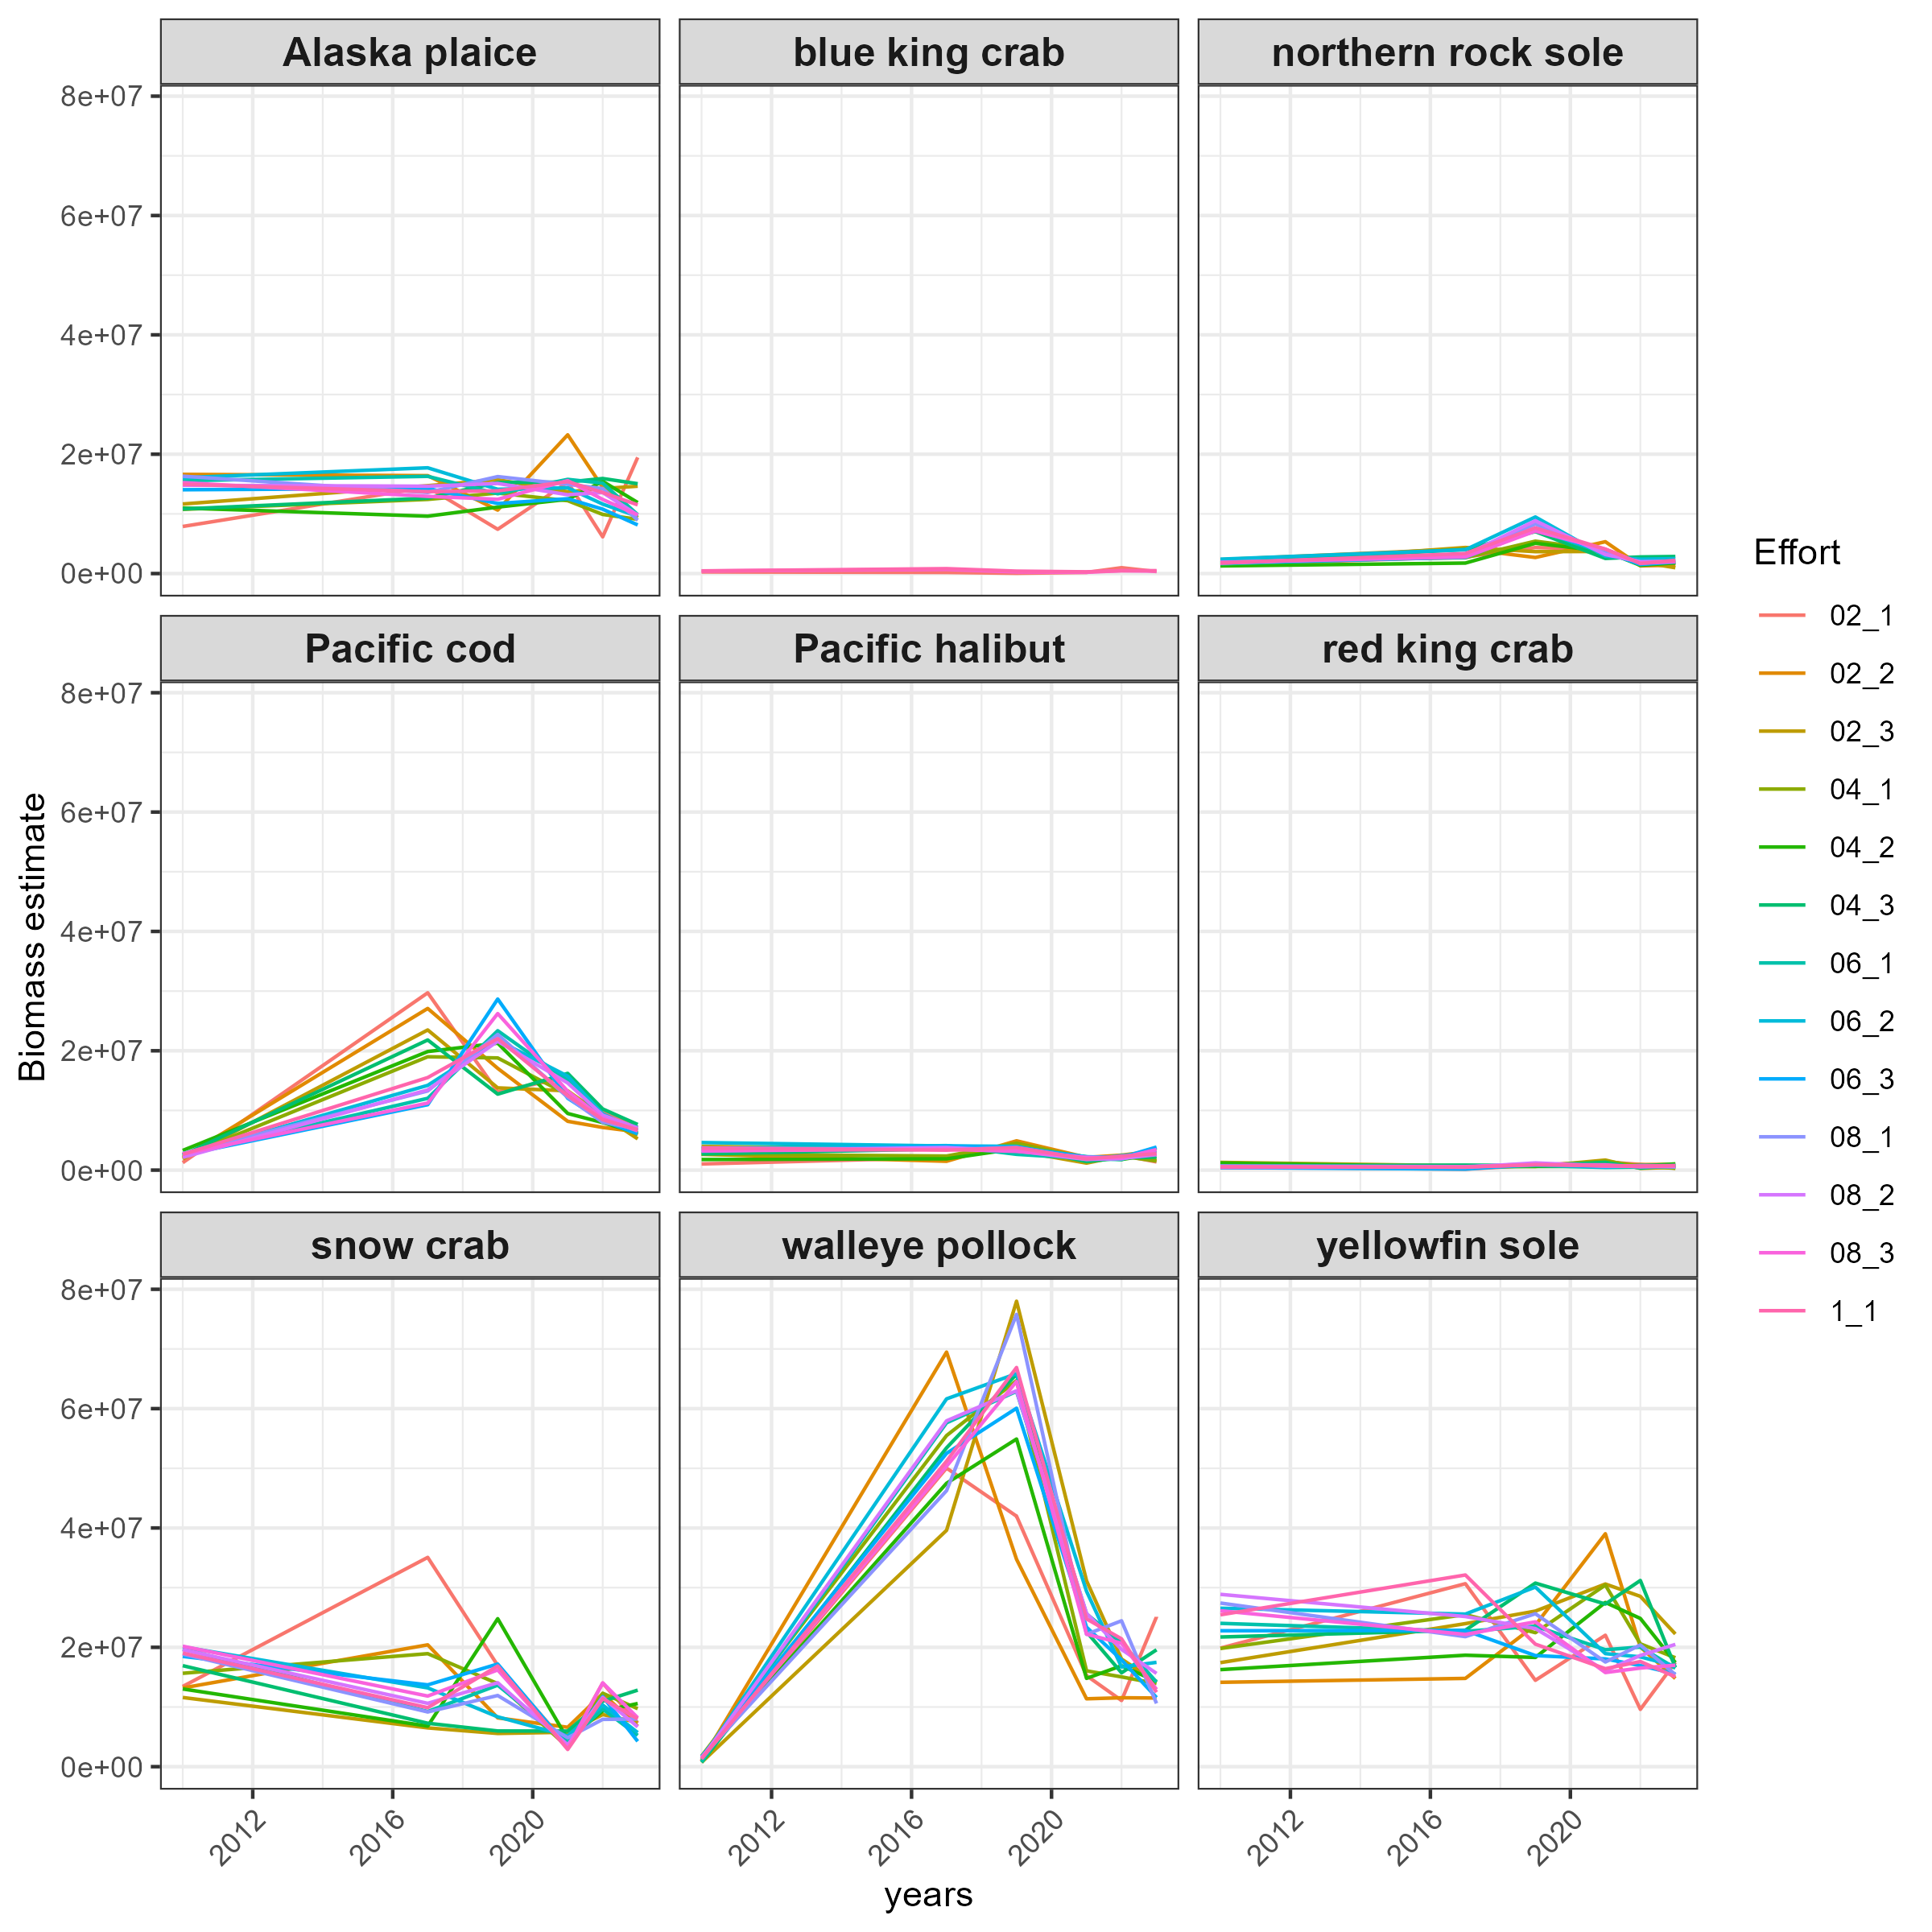 Alaska plaice
blue king crab
northern rock sole
8e+07
6e+07
4e+07
2e+07
0e+00
Pacific cod
Pacific halibut
red king crab
8e+07
6e+07
4e+07
2e+07
0e+00
snow crab
walleye pollock
yellowfin sole
8e+07
6e+07
4e+07
2e+07
0e+00
2012
2016
2020
2012
2016
2020
2012
2016
2020
years
Biomass estimate
Effort
02_1
02_2
02_3
04_1
04_2
04_3
06_1
06_2
06_3
08_1
08_2
08_3
1_1